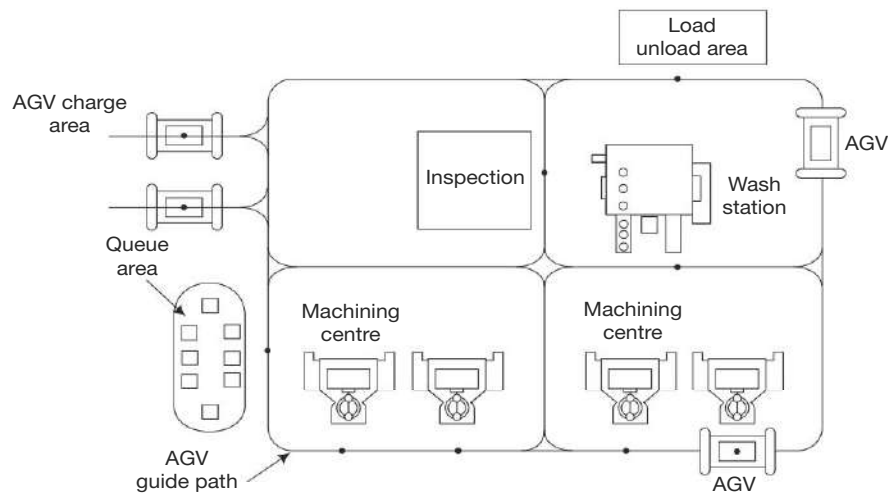 Load
unload area
AGV charge
area
AGV
Inspection
Wash
station
Queue
area
Machining
centre
Machining
centre
AGV
guide path
AGV